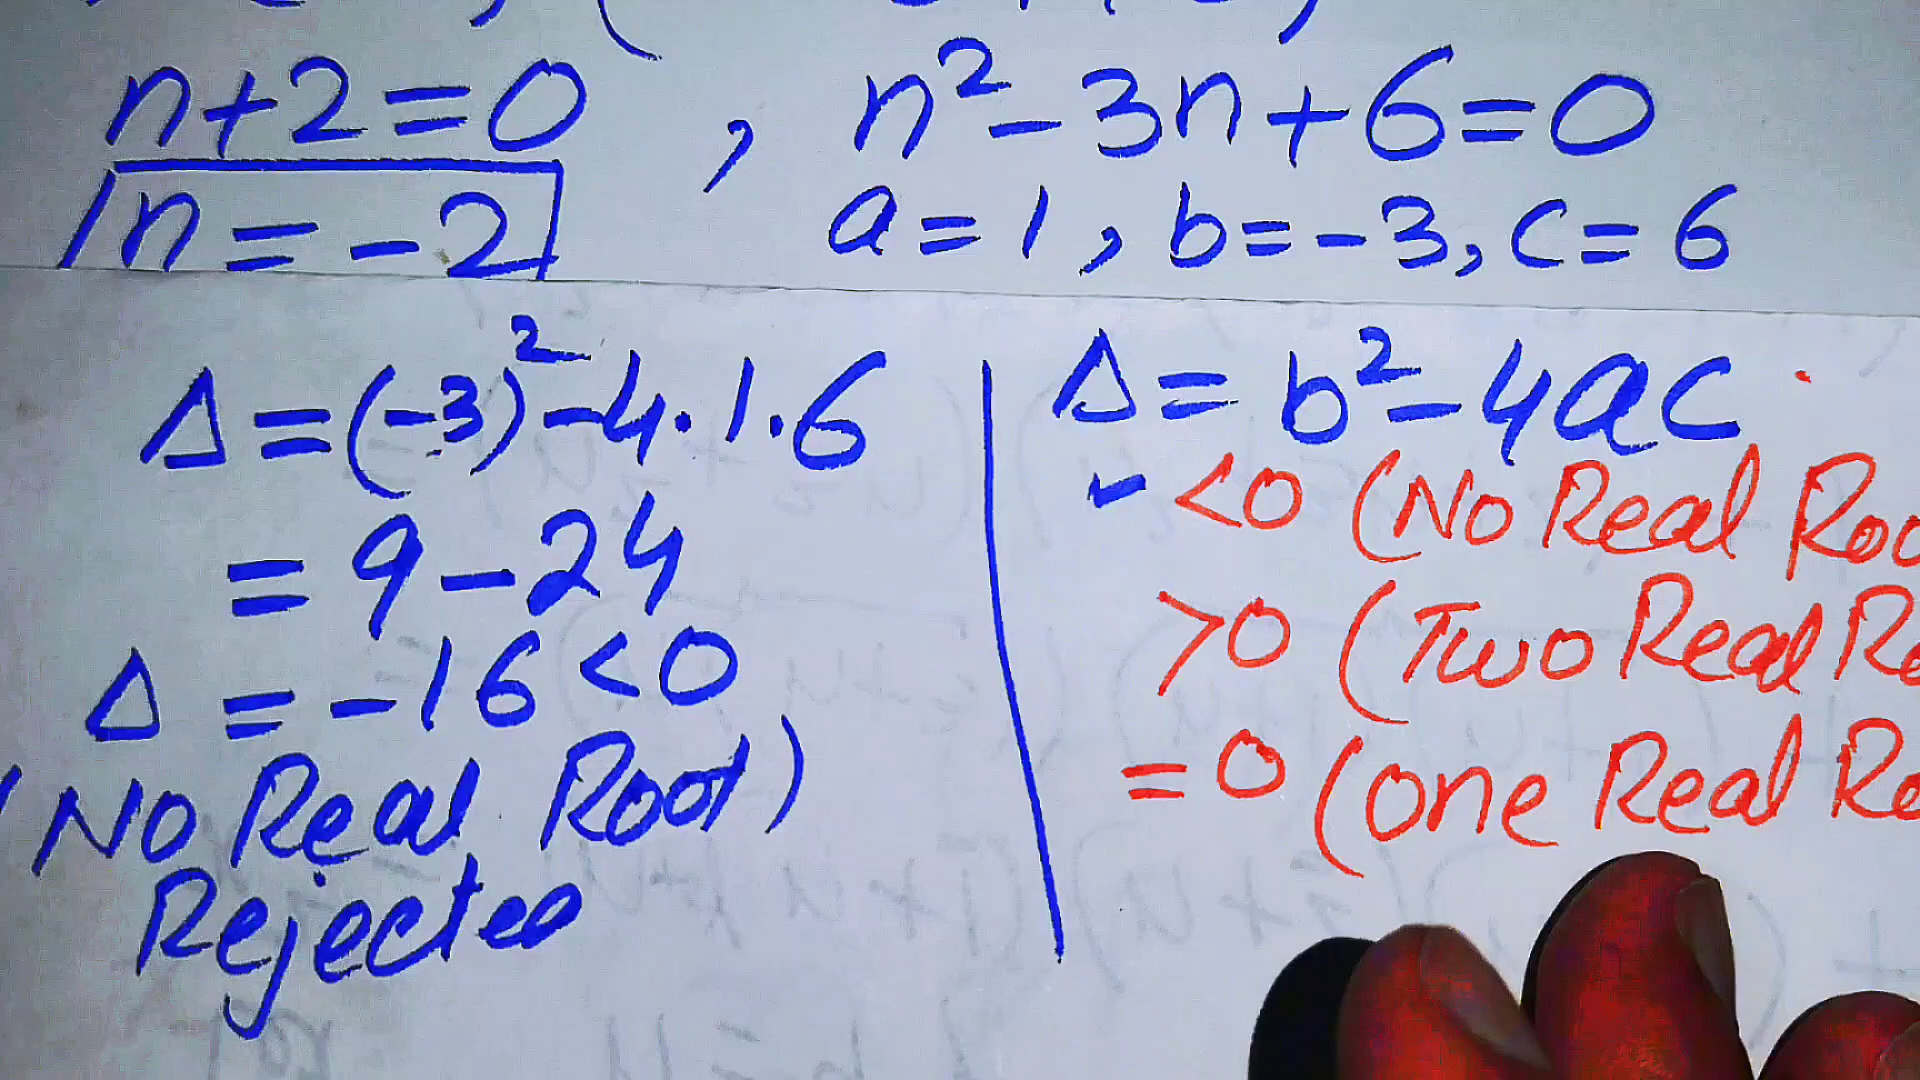 n+2=0 , n²-3n+6=0
n=-2 a=1, b=-3, c=6
Δ=(-3)²-4.1.6
=9-24
Δ=-16<0
(No Real Root)
Rejected
Δ=b²-4ac
<0 (No Real
>0 (Two Real
=0 (One Real